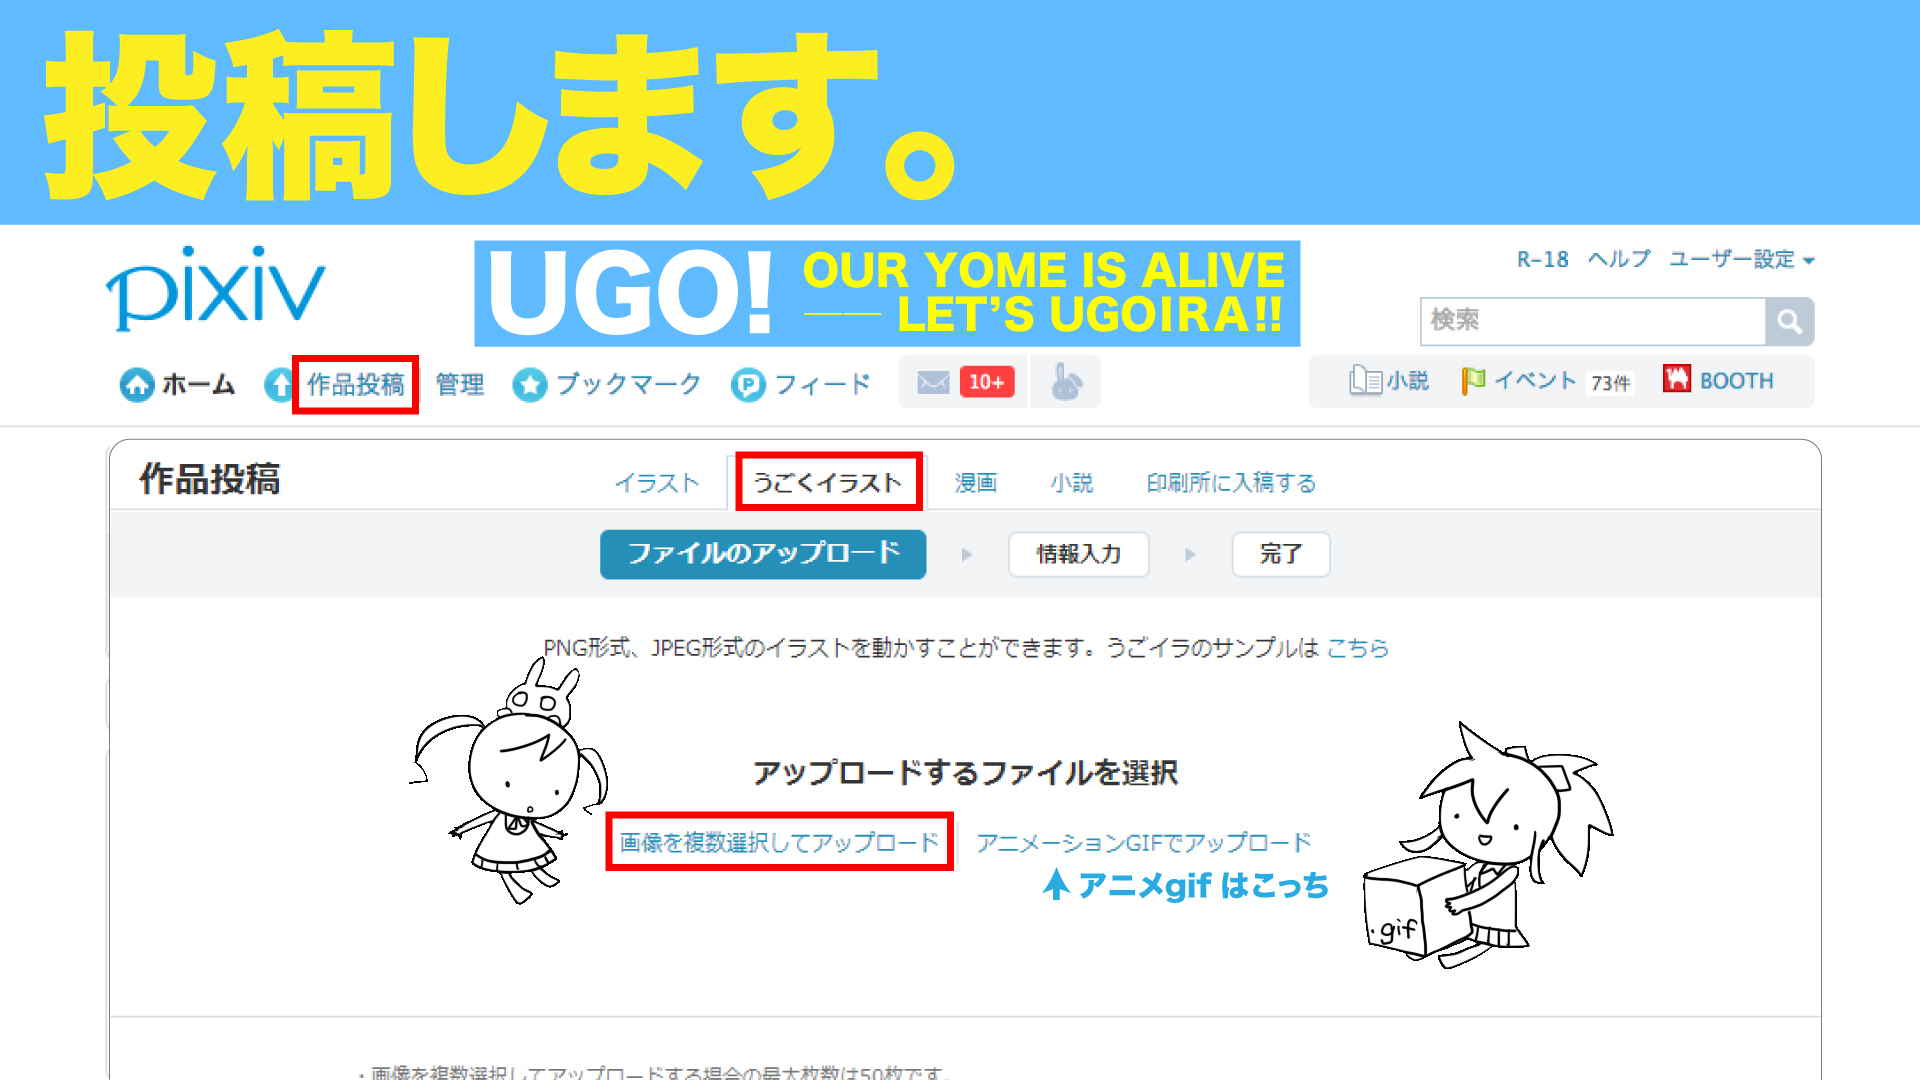 投稿します。
pixiv
UGO! OUR YOME IS ALIVE
—— LET'S UGOIRA!!
R-18 ヘルプ ユーザー設定
検索
ホーム 作品投稿 管理 ブックマーク フィード 10+ 小説 イベント 73件 BOOTH
作品投稿 イラスト うごくイラスト 漫画 小説 印刷所に入稿する
ファイルのアップロード 情報入力 完了
PNG形式、JPEG形式のイラストを動かすことができます。うごイラのサンプルは こちら
アップロードするファイルを選択
画像を複数選択してアップロード アニメーションGIFでアップロード
アニメgif はこっち
.gif
・画像を複数選択してアップロードする場合の最大枚数は50枚です。